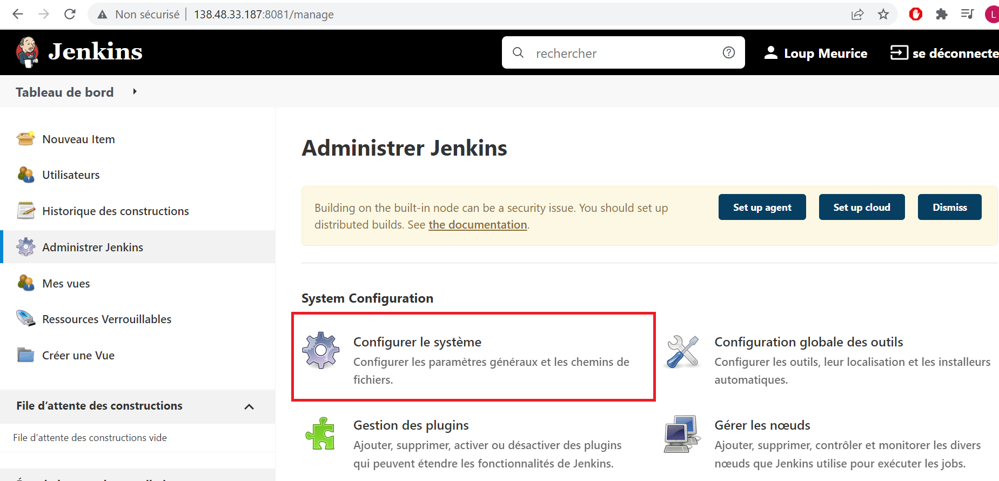 Non sécurisé | 138.48.33.187:8081/manage
L
Jenkins
rechercher
?
Loup Meurice
se déconnecte
Tableau de bord
Nouveau Item
Utilisateurs
Historique des constructions
Administrer Jenkins
Mes vues
Ressources Verrouillables
Créer une Vue
File d'attente des constructions
File d'attente des constructions vide
Administrer Jenkins
Building on the built-in node can be a security issue. You should set up
distributed builds. See the documentation.
Set up agent
Set up cloud
Dismiss
System Configuration
Configurer le système
Configurer les paramètres généraux et les chemins de
fichiers.
Configuration globale des outils
Configurer les outils, leur localisation et les installeurs
automatiques.
Gestion des plugins
Ajouter, supprimer, activer ou désactiver des plugins
qui peuvent étendre les fonctionnalités de Jenkins.
Gérer les nœuds
Ajouter, supprimer, contrôler et monitorer les divers
nœuds que Jenkins utilise pour exécuter les jobs.